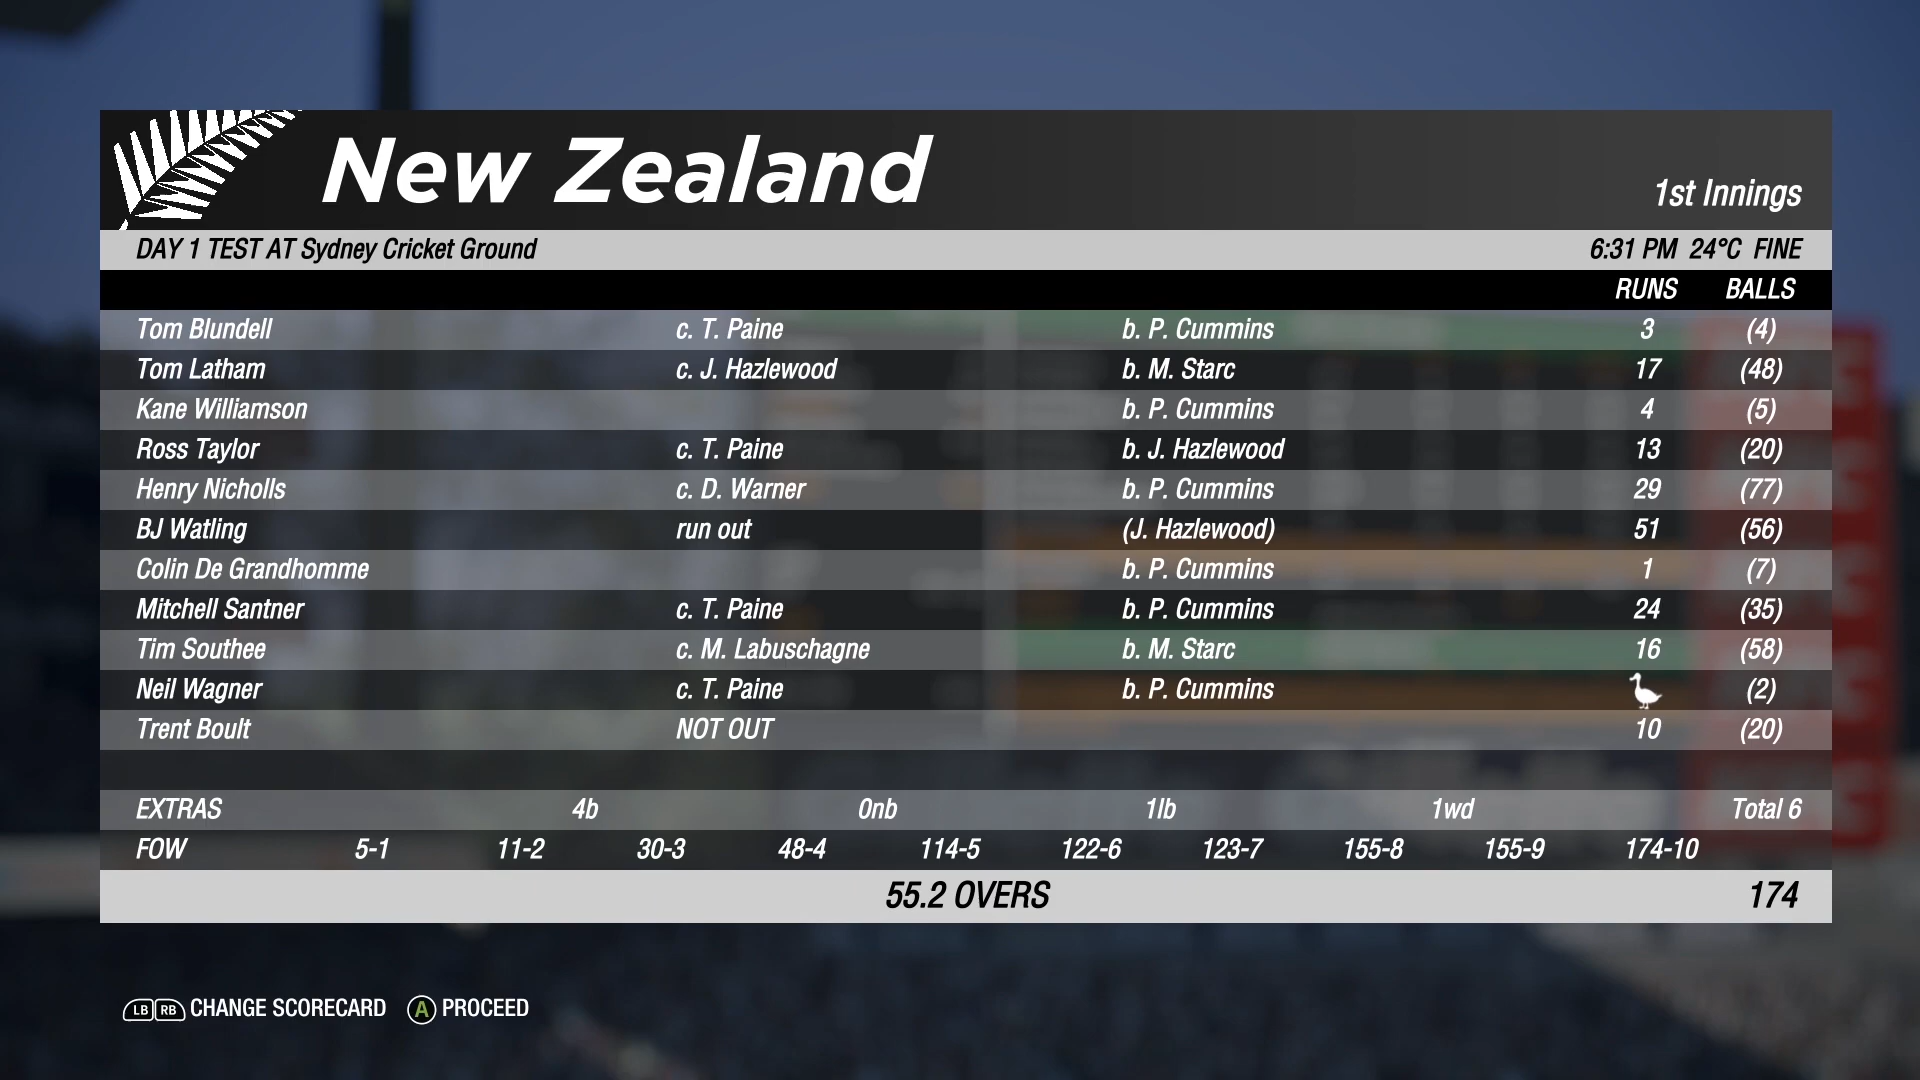 New Zealand
1st Innings
DAY 1 TEST AT Sydney Cricket Ground 6:31 PM 24°C FINE
RUNS BALLS
Tom Blundell c. T. Paine b. P. Cummins 3 (4)
Tom Latham c. J. Hazlewood b. M. Starc 17 (48)
Kane Williamson b. P. Cummins 4 (5)
Ross Taylor c. T. Paine b. J. Hazlewood 13 (20)
Henry Nicholls c. D. Warner b. P. Cummins 29 (77)
BJ Watling run out (J. Hazlewood) 51 (56)
Colin De Grandhomme b. P. Cummins 1 (7)
Mitchell Santner c. T. Paine b. P. Cummins 24 (35)
Tim Southee c. M. Labuschagne b. M. Starc 16 (58)
Neil Wagner c. T. Paine b. P. Cummins (2)
Trent Boult NOT OUT 10 (20)
EXTRAS 4b 0nb 1lb 1wd Total 6
FOW 5-1 11-2 30-3 48-4 114-5 122-6 123-7 155-8 155-9 174-10
55.2 OVERS 174
LB RB CHANGE SCORECARD A PROCEED